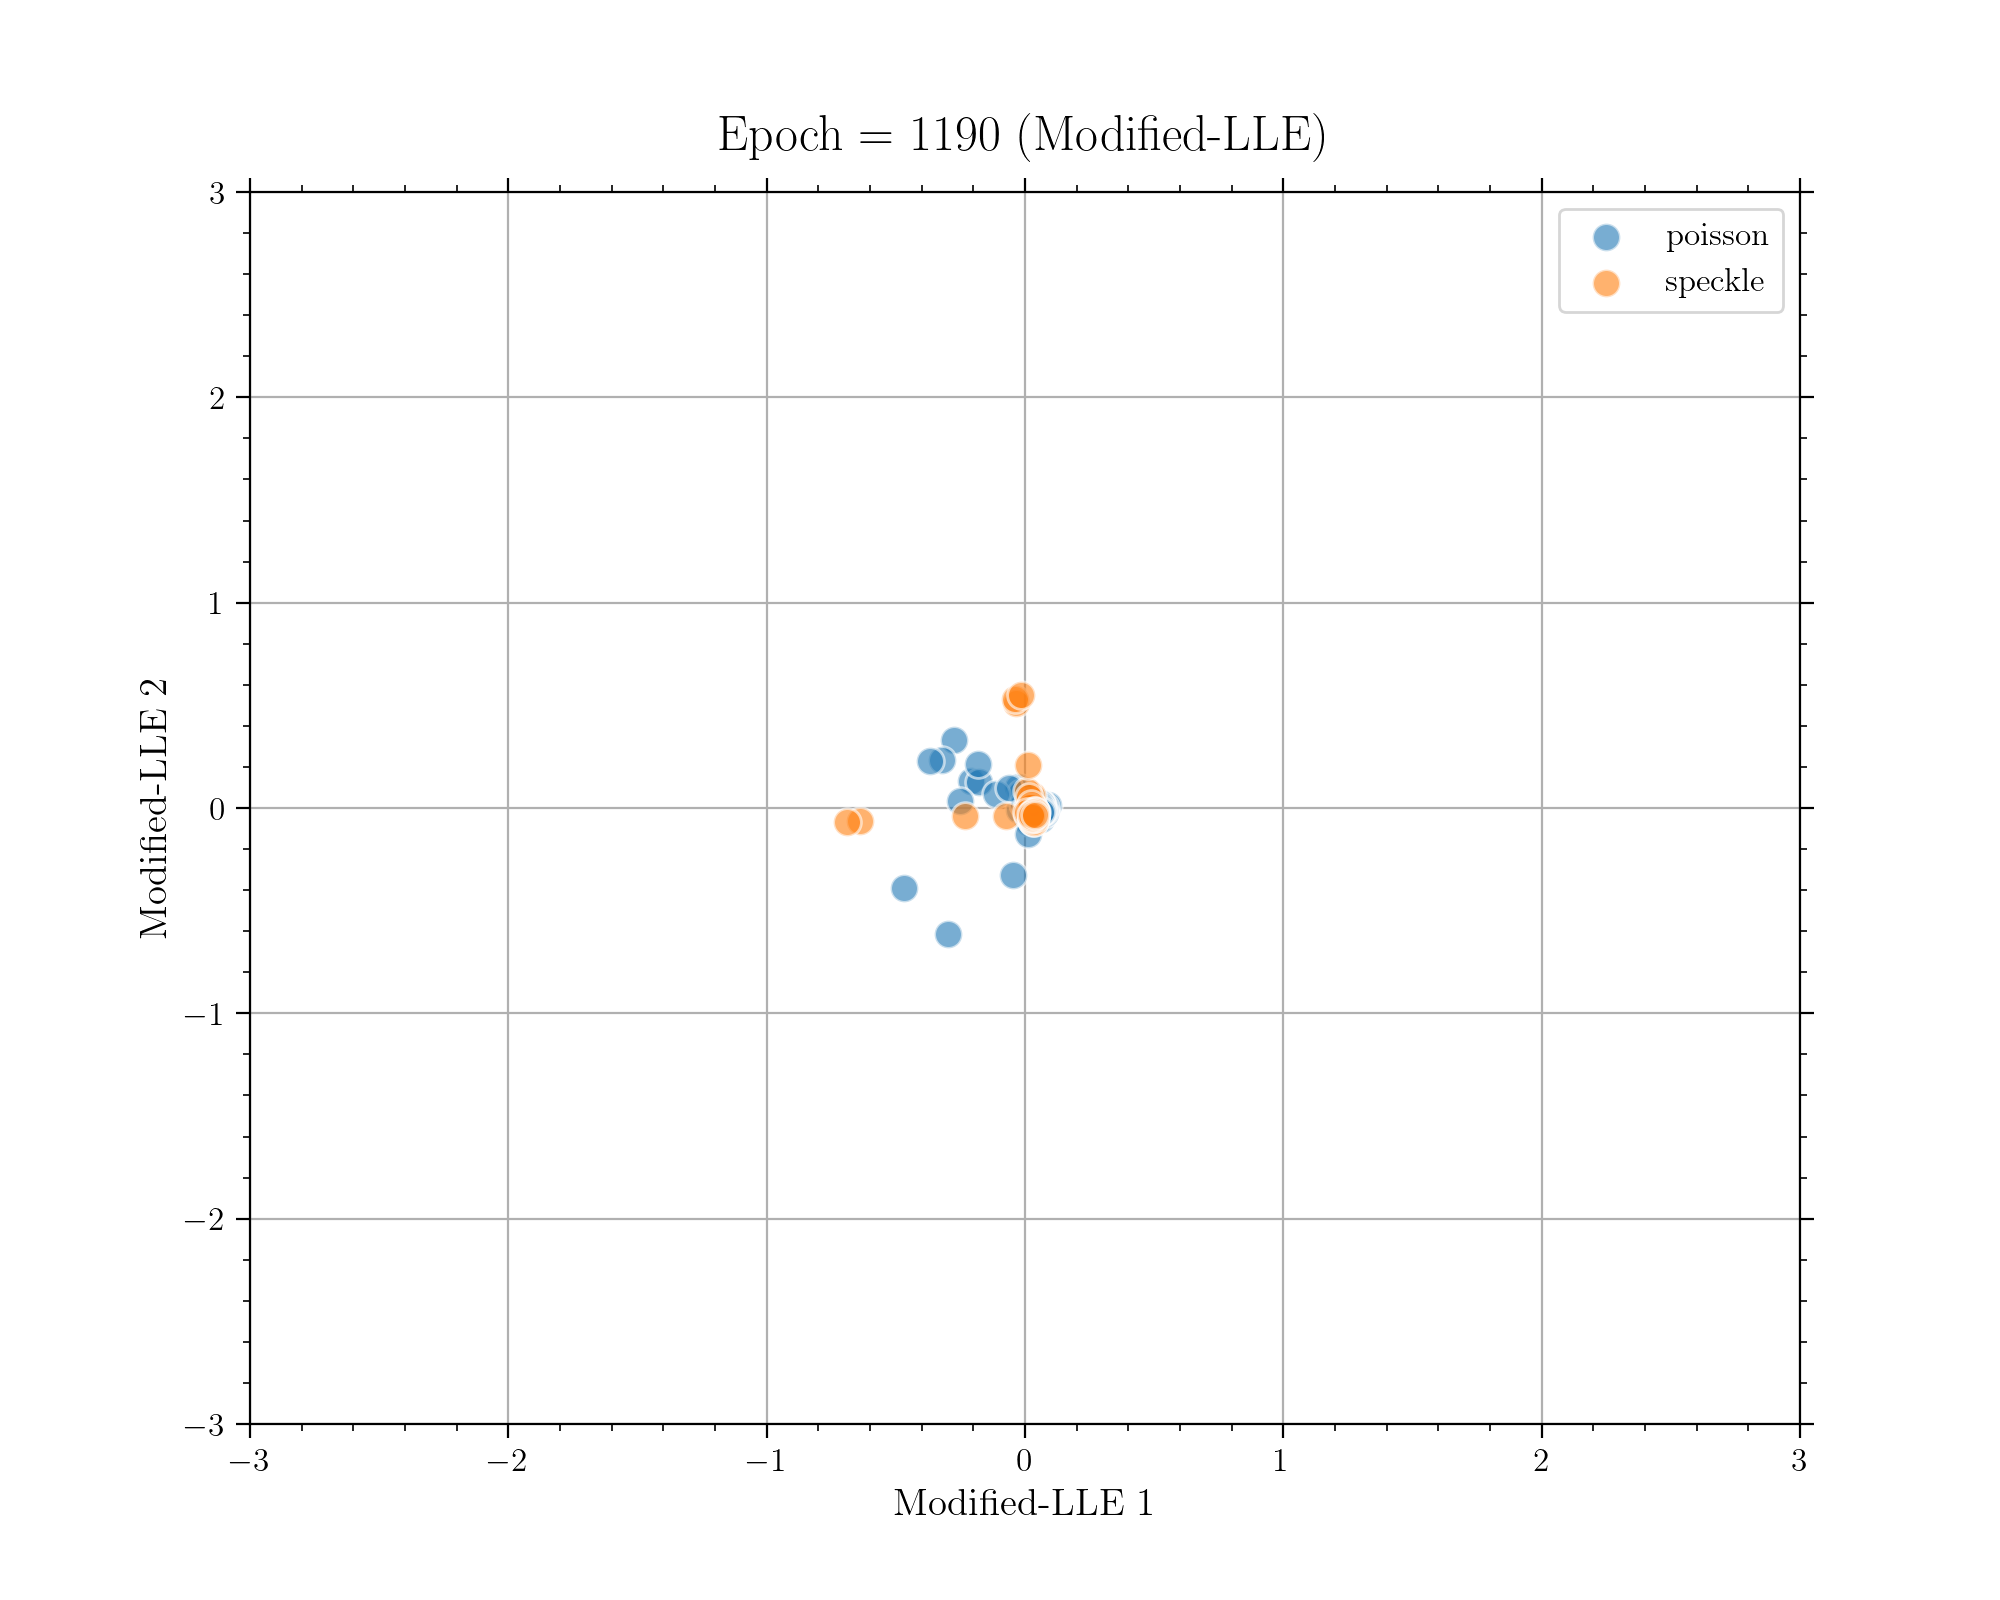 Epoch = 1190 (Modified-LLE)
poisson
speckle
3
2
1
0
−1
−2
−3
Modified-LLE 2
−3 −2 −1 0 1 2 3
Modified-LLE 1